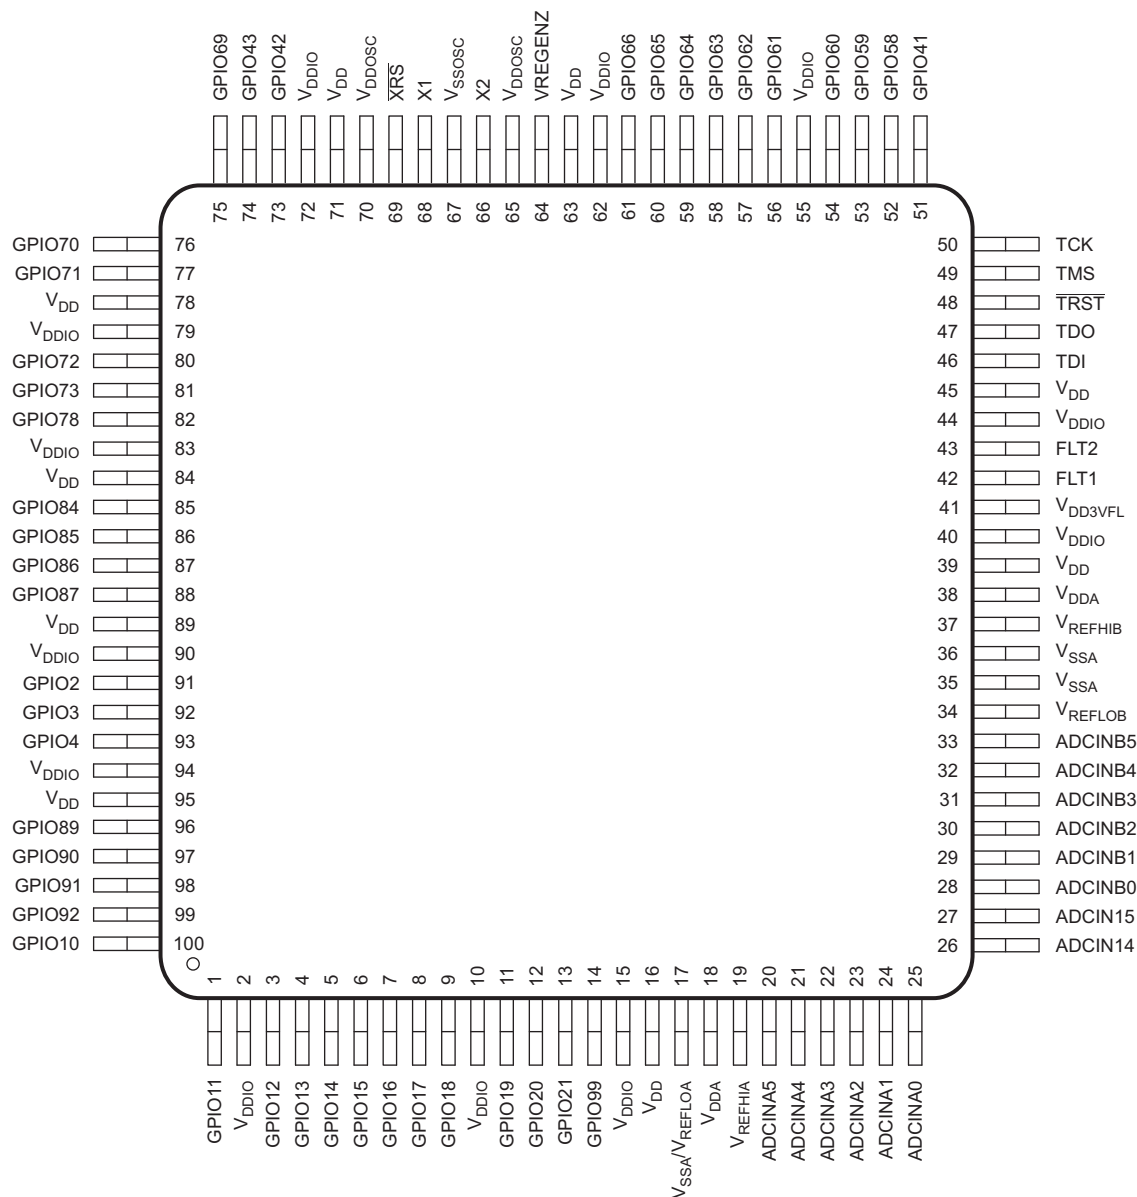 GPIO69 GPIO43 GPIO42 VDDIO VDD VDDOSC XRS X1 VSSOSC X2 VDDOSC VREGENZ VDD VDDIO GPIO66 GPIO65 GPIO64 GPIO63 GPIO62 GPIO61 VDDIO GPIO60 GPIO59 GPIO58 GPIO41
75 74 73 72 71 70 69 68 67 66 65 64 63 62 61 60 59 58 57 56 55 54 53 52 51
GPIO70 76 50 TCK
GPIO71 77 49 TMS
VDD 78 48 TRST
VDDIO 79 47 TDO
GPIO72 80 46 TDI
GPIO73 81 45 VDD
GPIO78 82 44 VDDIO
VDDIO 83 43 FLT2
VDD 84 42 FLT1
GPIO84 85 41 VDD3VFL
GPIO85 86 40 VDDIO
GPIO86 87 39 VDD
GPIO87 88 38 VDDA
VDD 89 37 VREFHIB
VDDIO 90 36 VSSA
GPIO2 91 35 VSSA
GPIO3 92 34 VREFLOB
GPIO4 93 33 ADCINB5
VDDIO 94 32 ADCINB4
VDD 95 31 ADCINB3
GPIO89 96 30 ADCINB2
GPIO90 97 29 ADCINB1
GPIO91 98 28 ADCINB0
GPIO92 99 27 ADCIN15
GPIO10 100 26 ADCIN14
1 2 3 4 5 6 7 8 9 10 11 12 13 14 15 16 17 18 19 20 21 22 23 24 25
GPIO11 VDDIO GPIO12 GPIO13 GPIO14 GPIO15 GPIO16 GPIO17 GPIO18 VDDIO GPIO19 GPIO20 GPIO21 GPIO99 VDDIO VDD VSSA/VREFLOA VDDA VREFHIA ADCINA5 ADCINA4 ADCINA3 ADCINA2 ADCINA1 ADCINA0